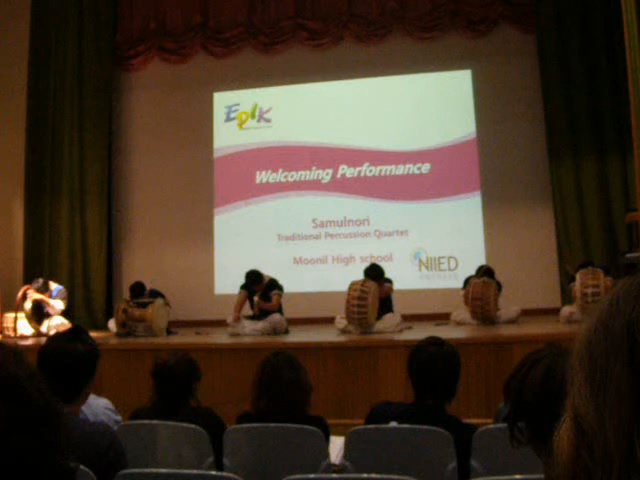 EPIK
Welcoming Performance
Samulnori
Traditional Percussion Quartet
Moonil High school
NIIED